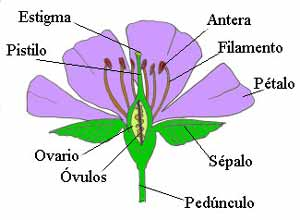 Estigma
Antera
Pistilo
Filamento
Pétalo
Ovario
Sépalo
Óvulos
Pedúnculo